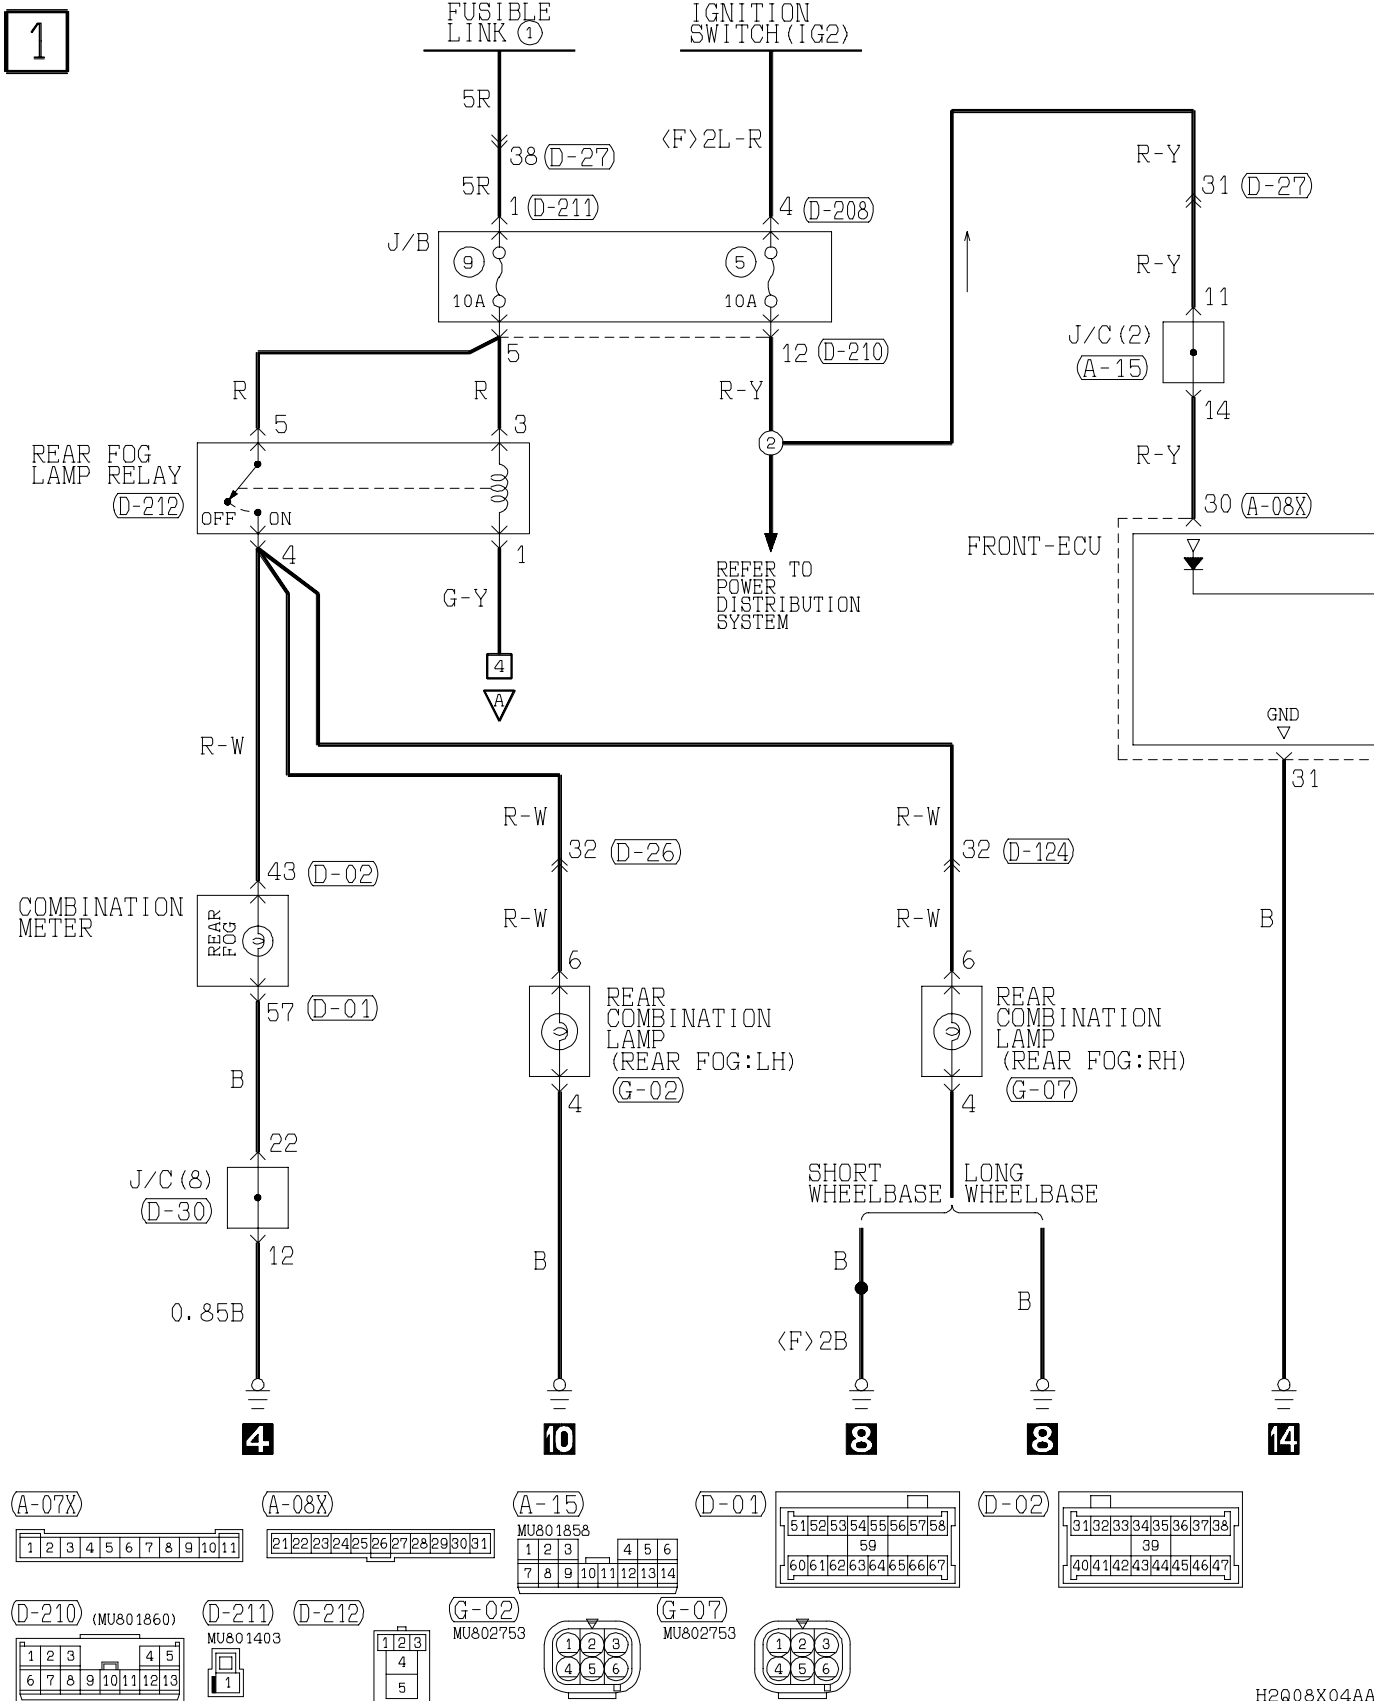 1
FUSIBLE
LINK ①
IGNITION
SWITCH(IG2)
5R
38 (D-27)
5R
1 (D-211)
<F>2L-R
4 (D-208)
R-Y
31 (D-27)
R-Y
11
J/C(2)
(A-15)
14
R-Y
30 (A-08X)
J/B
9
10A
5
10A
5
12 (D-210)
R
R
R-Y
5
3
2
REAR FOG
LAMP RELAY
(D-212)
OFF
ON
4
1
G-Y
4
A
REFER TO
POWER
DISTRIBUTION
SYSTEM
FRONT-ECU
GND
31
R-W
R-W
R-W
32 (D-26)
32 (D-124)
43 (D-02)
COMBINATION
METER
REAR
FOG
R-W
R-W
B
6
6
57 (D-01)
REAR
COMBINATION
LAMP
(REAR FOG:LH)
(G-02)
REAR
COMBINATION
LAMP
(REAR FOG:RH)
(G-07)
B
4
4
22
J/C(8)
(D-30)
12
SHORT
WHEELBASE
LONG
WHEELBASE
0.85B
B
B
B
<F>2B
4
10
8
8
14
(A-07X)
1 2 3 4 5 6 7 8 9 10 11
(A-08X)
21 22 23 24 25 26 27 28 29 30 31
(A-15)
MU801858
1 2 3 4 5 6
7 8 9 10 11 12 13 14
(D-01)
51 52 53 54 55 56 57 58
59
60 61 62 63 64 65 66 67
(D-02)
31 32 33 34 35 36 37 38
39
40 41 42 43 44 45 46 47
(D-210) (MU801860)
1 2 3 4 5
6 7 8 9 10 11 12 13
(D-211)
MU801403
1
(D-212)
1 2 3
4
5
(G-02)
MU802753
1 2 3
4 5 6
(G-07)
MU802753
1 2 3
4 5 6
H2Q08X04AA